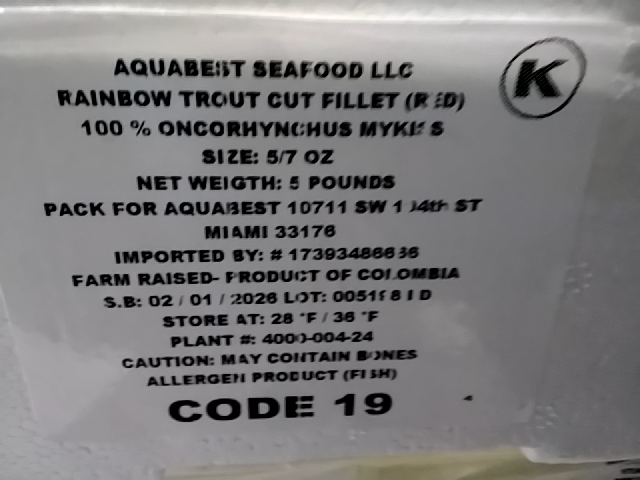 AQUABEST SEAFOOD LLC
K
RAINBOW TROUT CUT FILLET (RED)
100 % ONCORHYNCHUS MYKISS
SIZE: 5/7 OZ
NET WEIGTH: 5 POUNDS
PACK FOR AQUABEST 10711 SW ST
MIAMI 33176
IMPORTED BY: #
FARM RAISED- PRODUCT OF COLOMBIA
S.B: 02 / 01 / 2026 LOT:
STORE AT: 28 °F / 36 °F
PLANT #: 4000-004-24
CAUTION: MAY CONTAIN BONES
ALLERGEN PRODUCT (FISH)
CODE 19